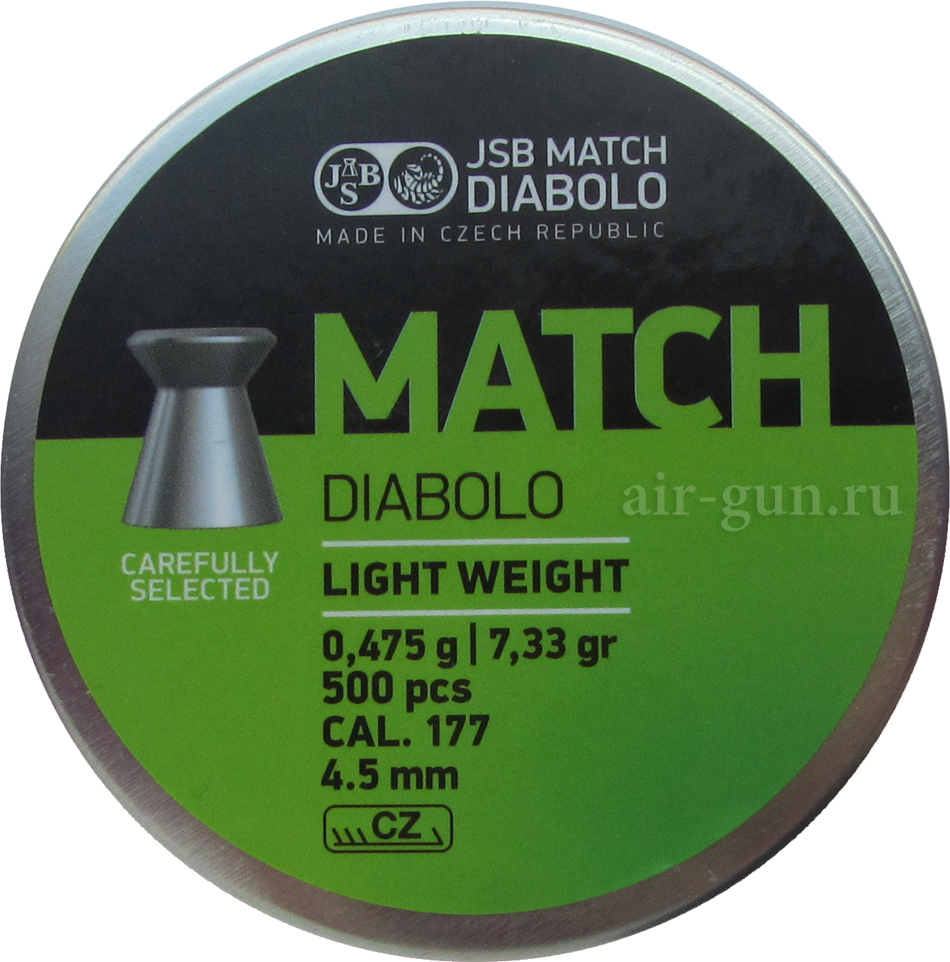 JSB
JSB MATCH
DIABOLO
MADE IN CZECH REPUBLIC
MATCH
DIABOLO
air-gun.ru
CAREFULLY
SELECTED
LIGHT WEIGHT
0,475 g | 7,33 gr
500 pcs
CAL. 177
4.5 mm
CZ